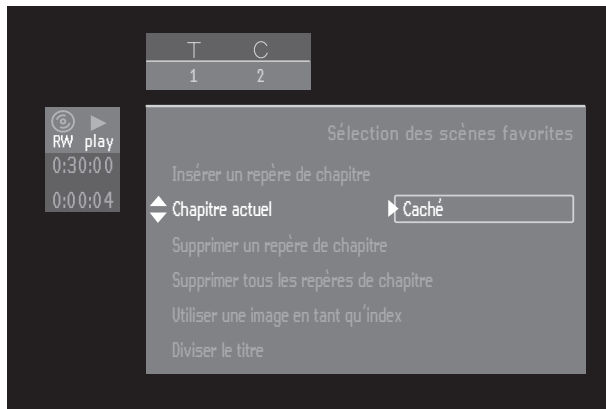 T C
1 2
RW play
0:30:00
0:00:04
Sélection des scènes favorites
Insérer un repère de chapitre
Chapitre actuel Caché
Supprimer un repère de chapitre
Supprimer tous les repères de chapitre
Utiliser une image en tant qu'index
Diviser le titre